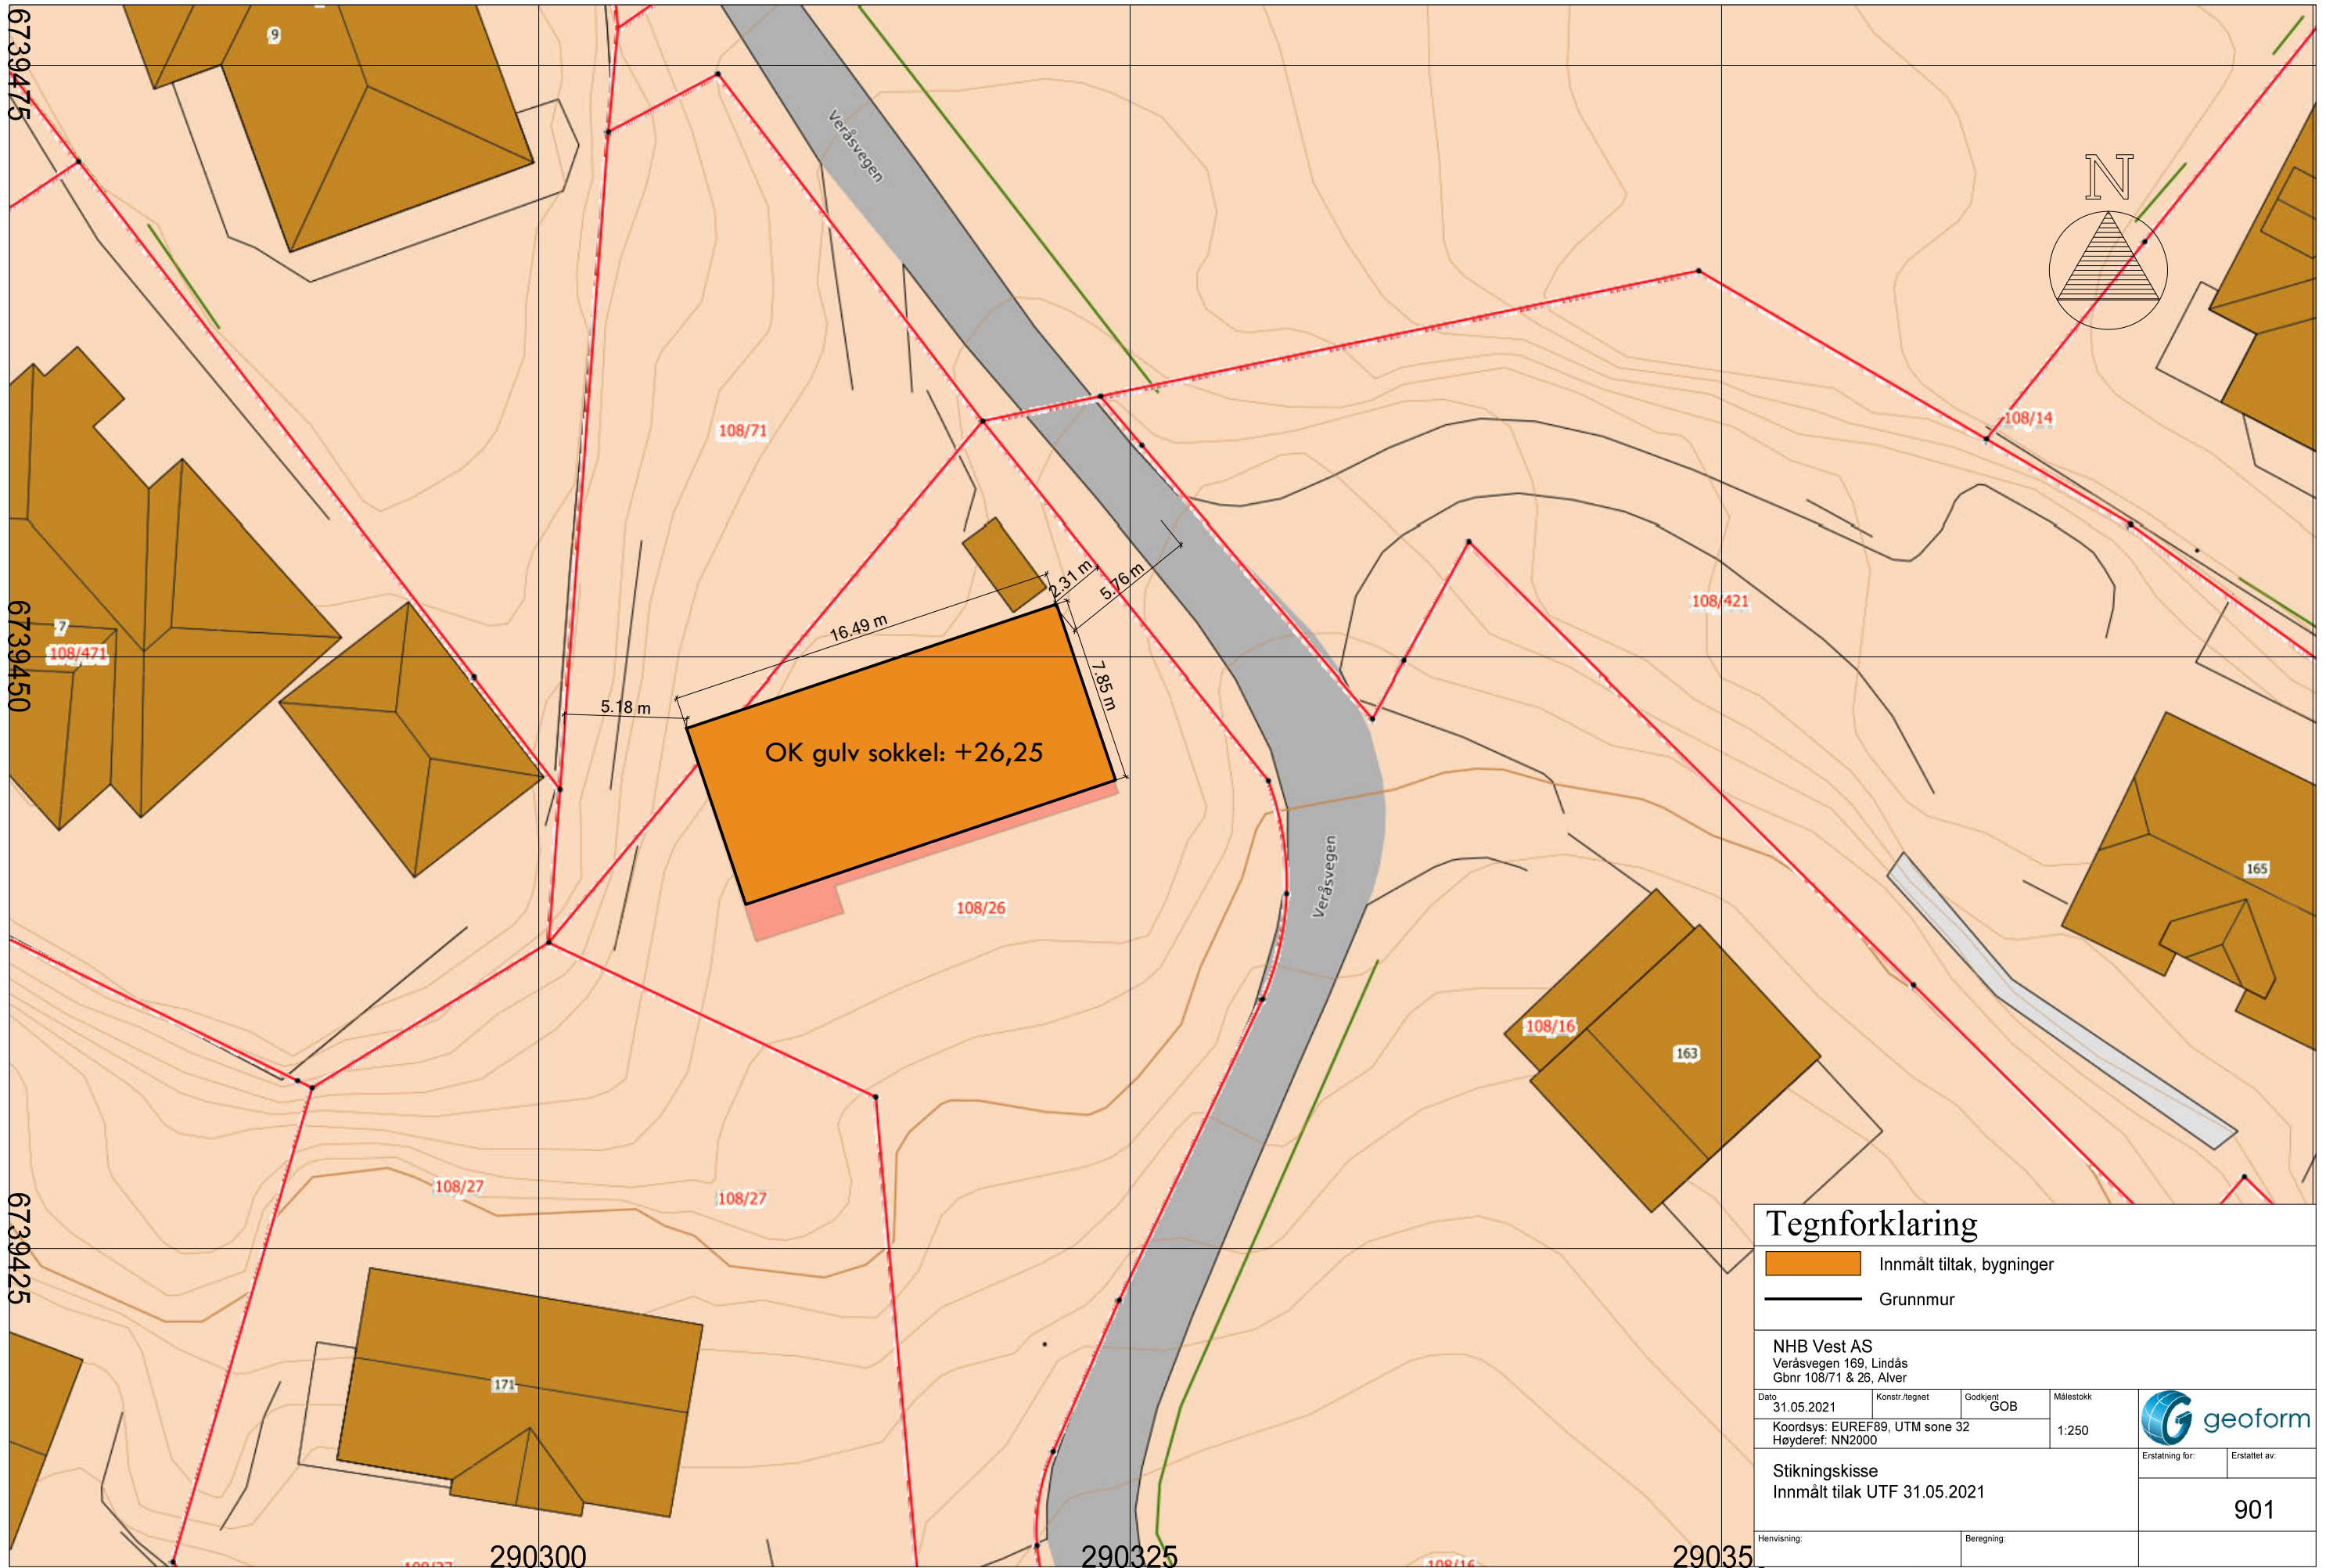 6739475
9
Veråsvegen
N
108/71
108/14
108/421
6739450
7
108/471
16.49 m
2.31 m
5.76 m
7.85 m
5.18 m
OK gulv sokkel: +26,25
Veråsvegen
165
108/26
108/16
163
6739425
108/27
108/27
171
108/27
108/16
290300
290325
29035
Tegnforklaring
Innmålt tiltak, bygninger
Grunnmur
NHB Vest AS
Veråsvegen 169, Lindås
Gbnr 108/71 & 26, Alver
Dato
31.05.2021
Konstr./tegnet
Godkjent
GOB
Målestokk
1:250
Koordsys: EUREF89, UTM sone 32
Høyderef: NN2000
geoform
Stikningskisse
Innmålt tilak UTF 31.05.2021
Erstatning for:
Erstattet av:
901
Henvisning:
Beregning: